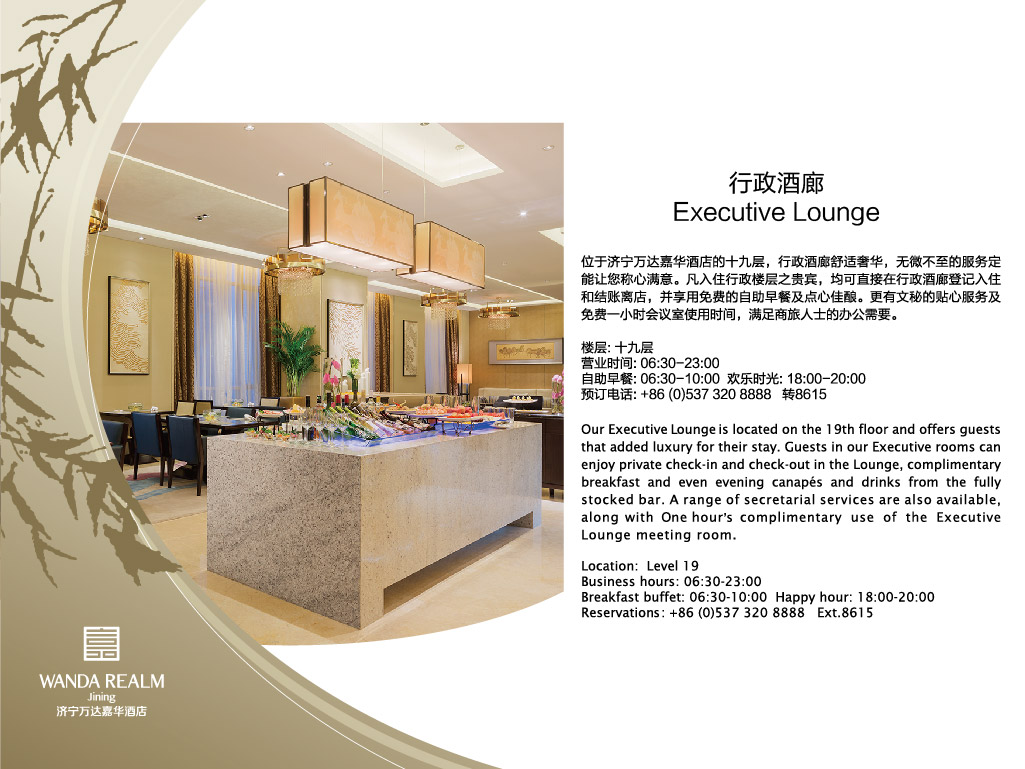 行政酒廊
Executive Lounge
位于济宁万达嘉华酒店的十九层，行政酒廊舒适奢华，无微不至的服务定
能让您称心满意。凡入住行政楼层之贵宾，均可直接在行政酒廊登记入住
和结账离店，并享用免费的自助早餐及点心佳酿。更有文秘的贴心服务及
免费一小时会议室使用时间，满足商旅人士的办公需要。
楼层: 十九层
营业时间: 06:30-23:00
自助早餐: 06:30-10:00 欢乐时光: 18:00-20:00
预订电话: +86 (0)537 320 8888 转8615
Our Executive Lounge is located on the 19th floor and offers guests
that added luxury for their stay. Guests in our Executive rooms can
enjoy private check-in and check-out in the Lounge, complimentary
breakfast and even evening canapés and drinks from the fully
stocked bar. A range of secretarial services are also available,
along with One hour's complimentary use of the Executive
Lounge meeting room.
Location: Level 19
Business hours: 06:30-23:00
Breakfast buffet: 06:30-10:00 Happy hour: 18:00-20:00
Reservations: +86 (0)537 320 8888 Ext.8615
WANDA REALM
Jining
济宁万达嘉华酒店